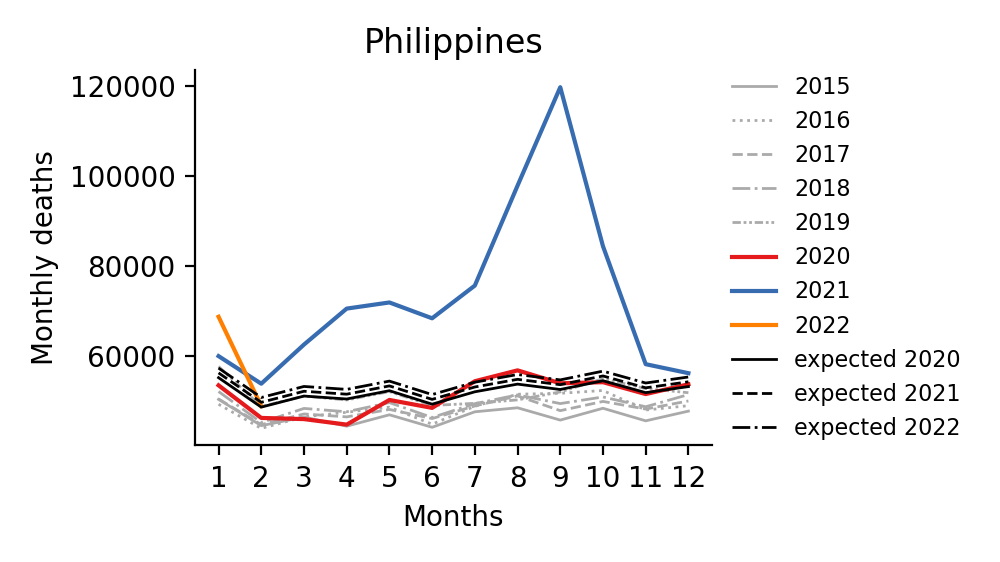 Philippines
120000
100000
80000
60000
Monthly deaths
1 2 3 4 5 6 7 8 9 10 11 12
Months
2015
2016
2017
2018
2019
2020
2021
2022
expected 2020
expected 2021
expected 2022